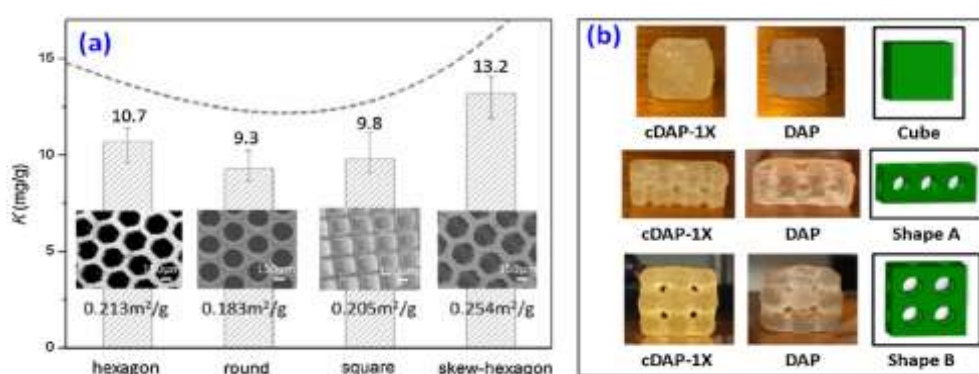 (a)
K (mg/g)
15
10
5
0
10.7
9.3
9.8
13.2
150μm
0.213m²/g
0.183m²/g
0.205m²/g
0.254m²/g
hexagon
round
square
skew-hexagon
(b)
cDAP-1X
DAP
Cube
cDAP-1X
DAP
Shape A
cDAP-1X
DAP
Shape B